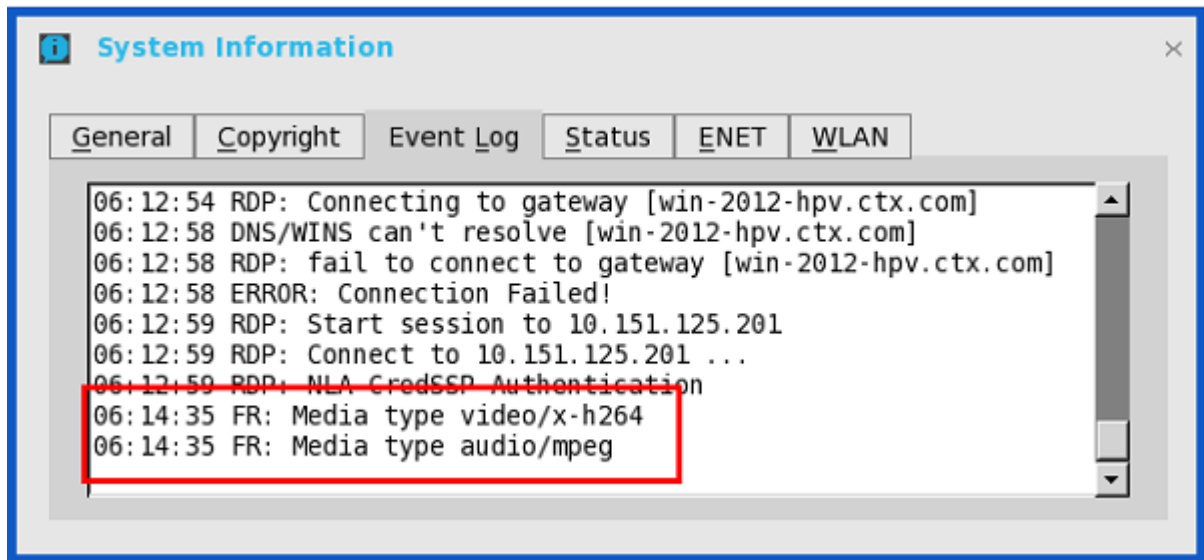 System Information
General Copyright Event Log Status ENET WLAN
06:12:54 RDP: Connecting to gateway [win-2012-hpv.ctx.com]
06:12:58 DNS/WINS can't resolve [win-2012-hpv.ctx.com]
06:12:58 RDP: fail to connect to gateway [win-2012-hpv.ctx.com]
06:12:58 ERROR: Connection Failed!
06:12:59 RDP: Start session to 10.151.125.201
06:12:59 RDP: Connect to 10.151.125.201 ...
06:12:59 RDP: NLA CredSSP Authentication
06:14:35 FR: Media type video/x-h264
06:14:35 FR: Media type audio/mpeg